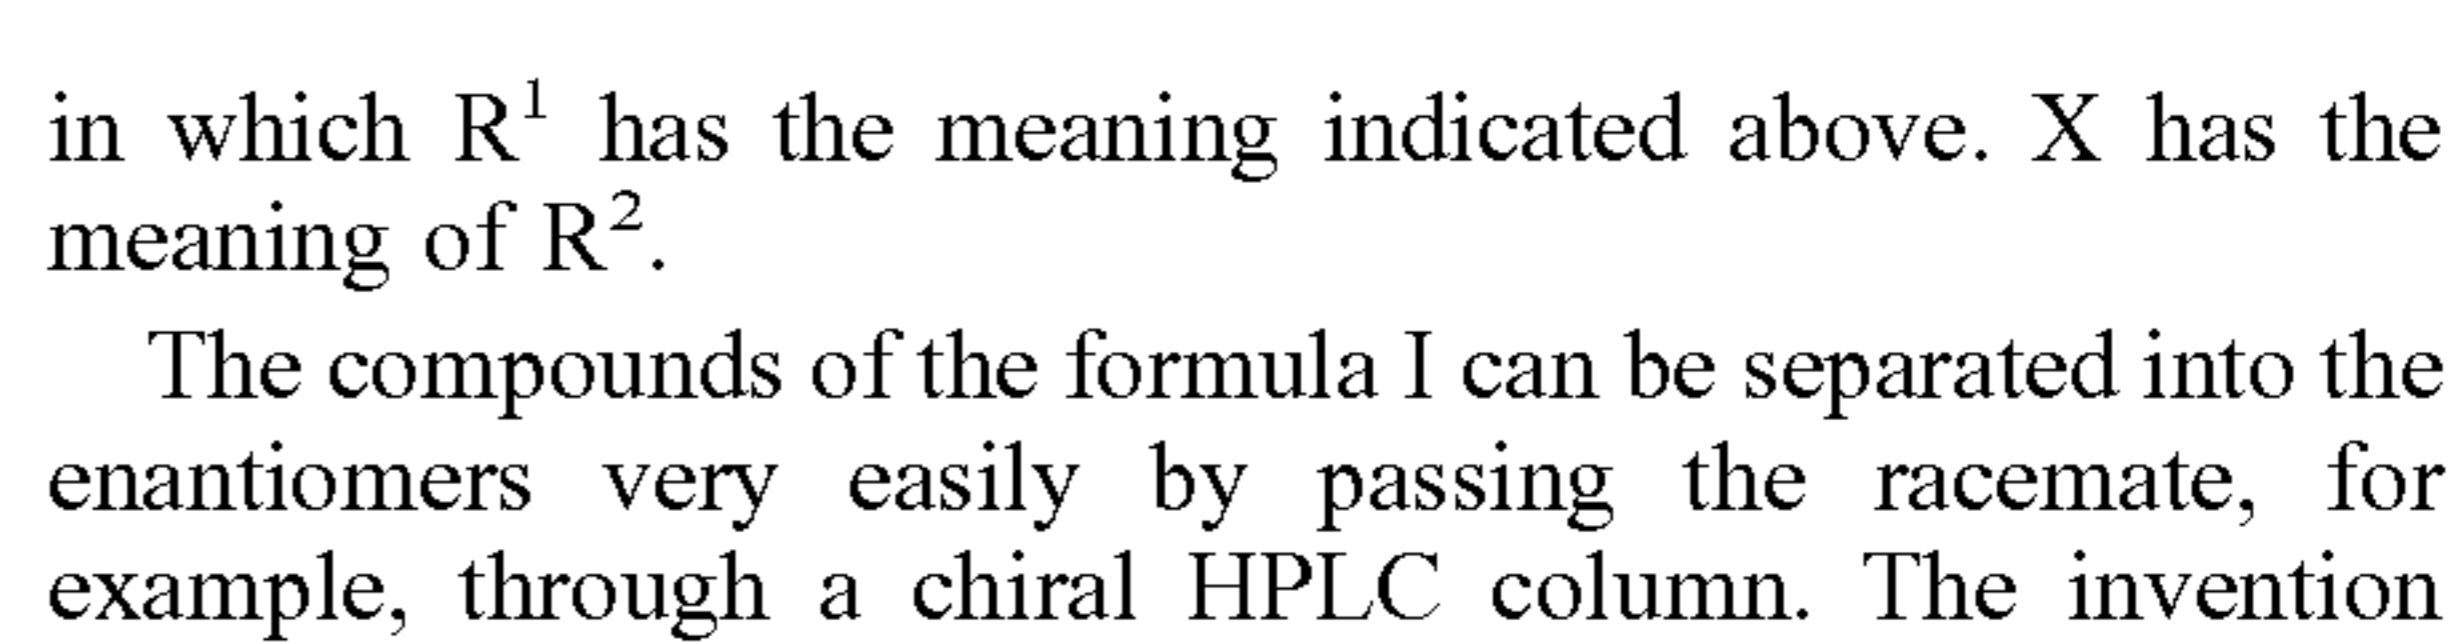 in which R¹ has the meaning indicated above. X has the
meaning of R².
The compounds of the formula I can be separated into the
enantiomers very easily by passing the racemate, for
example, through a chiral HPLC column. The invention